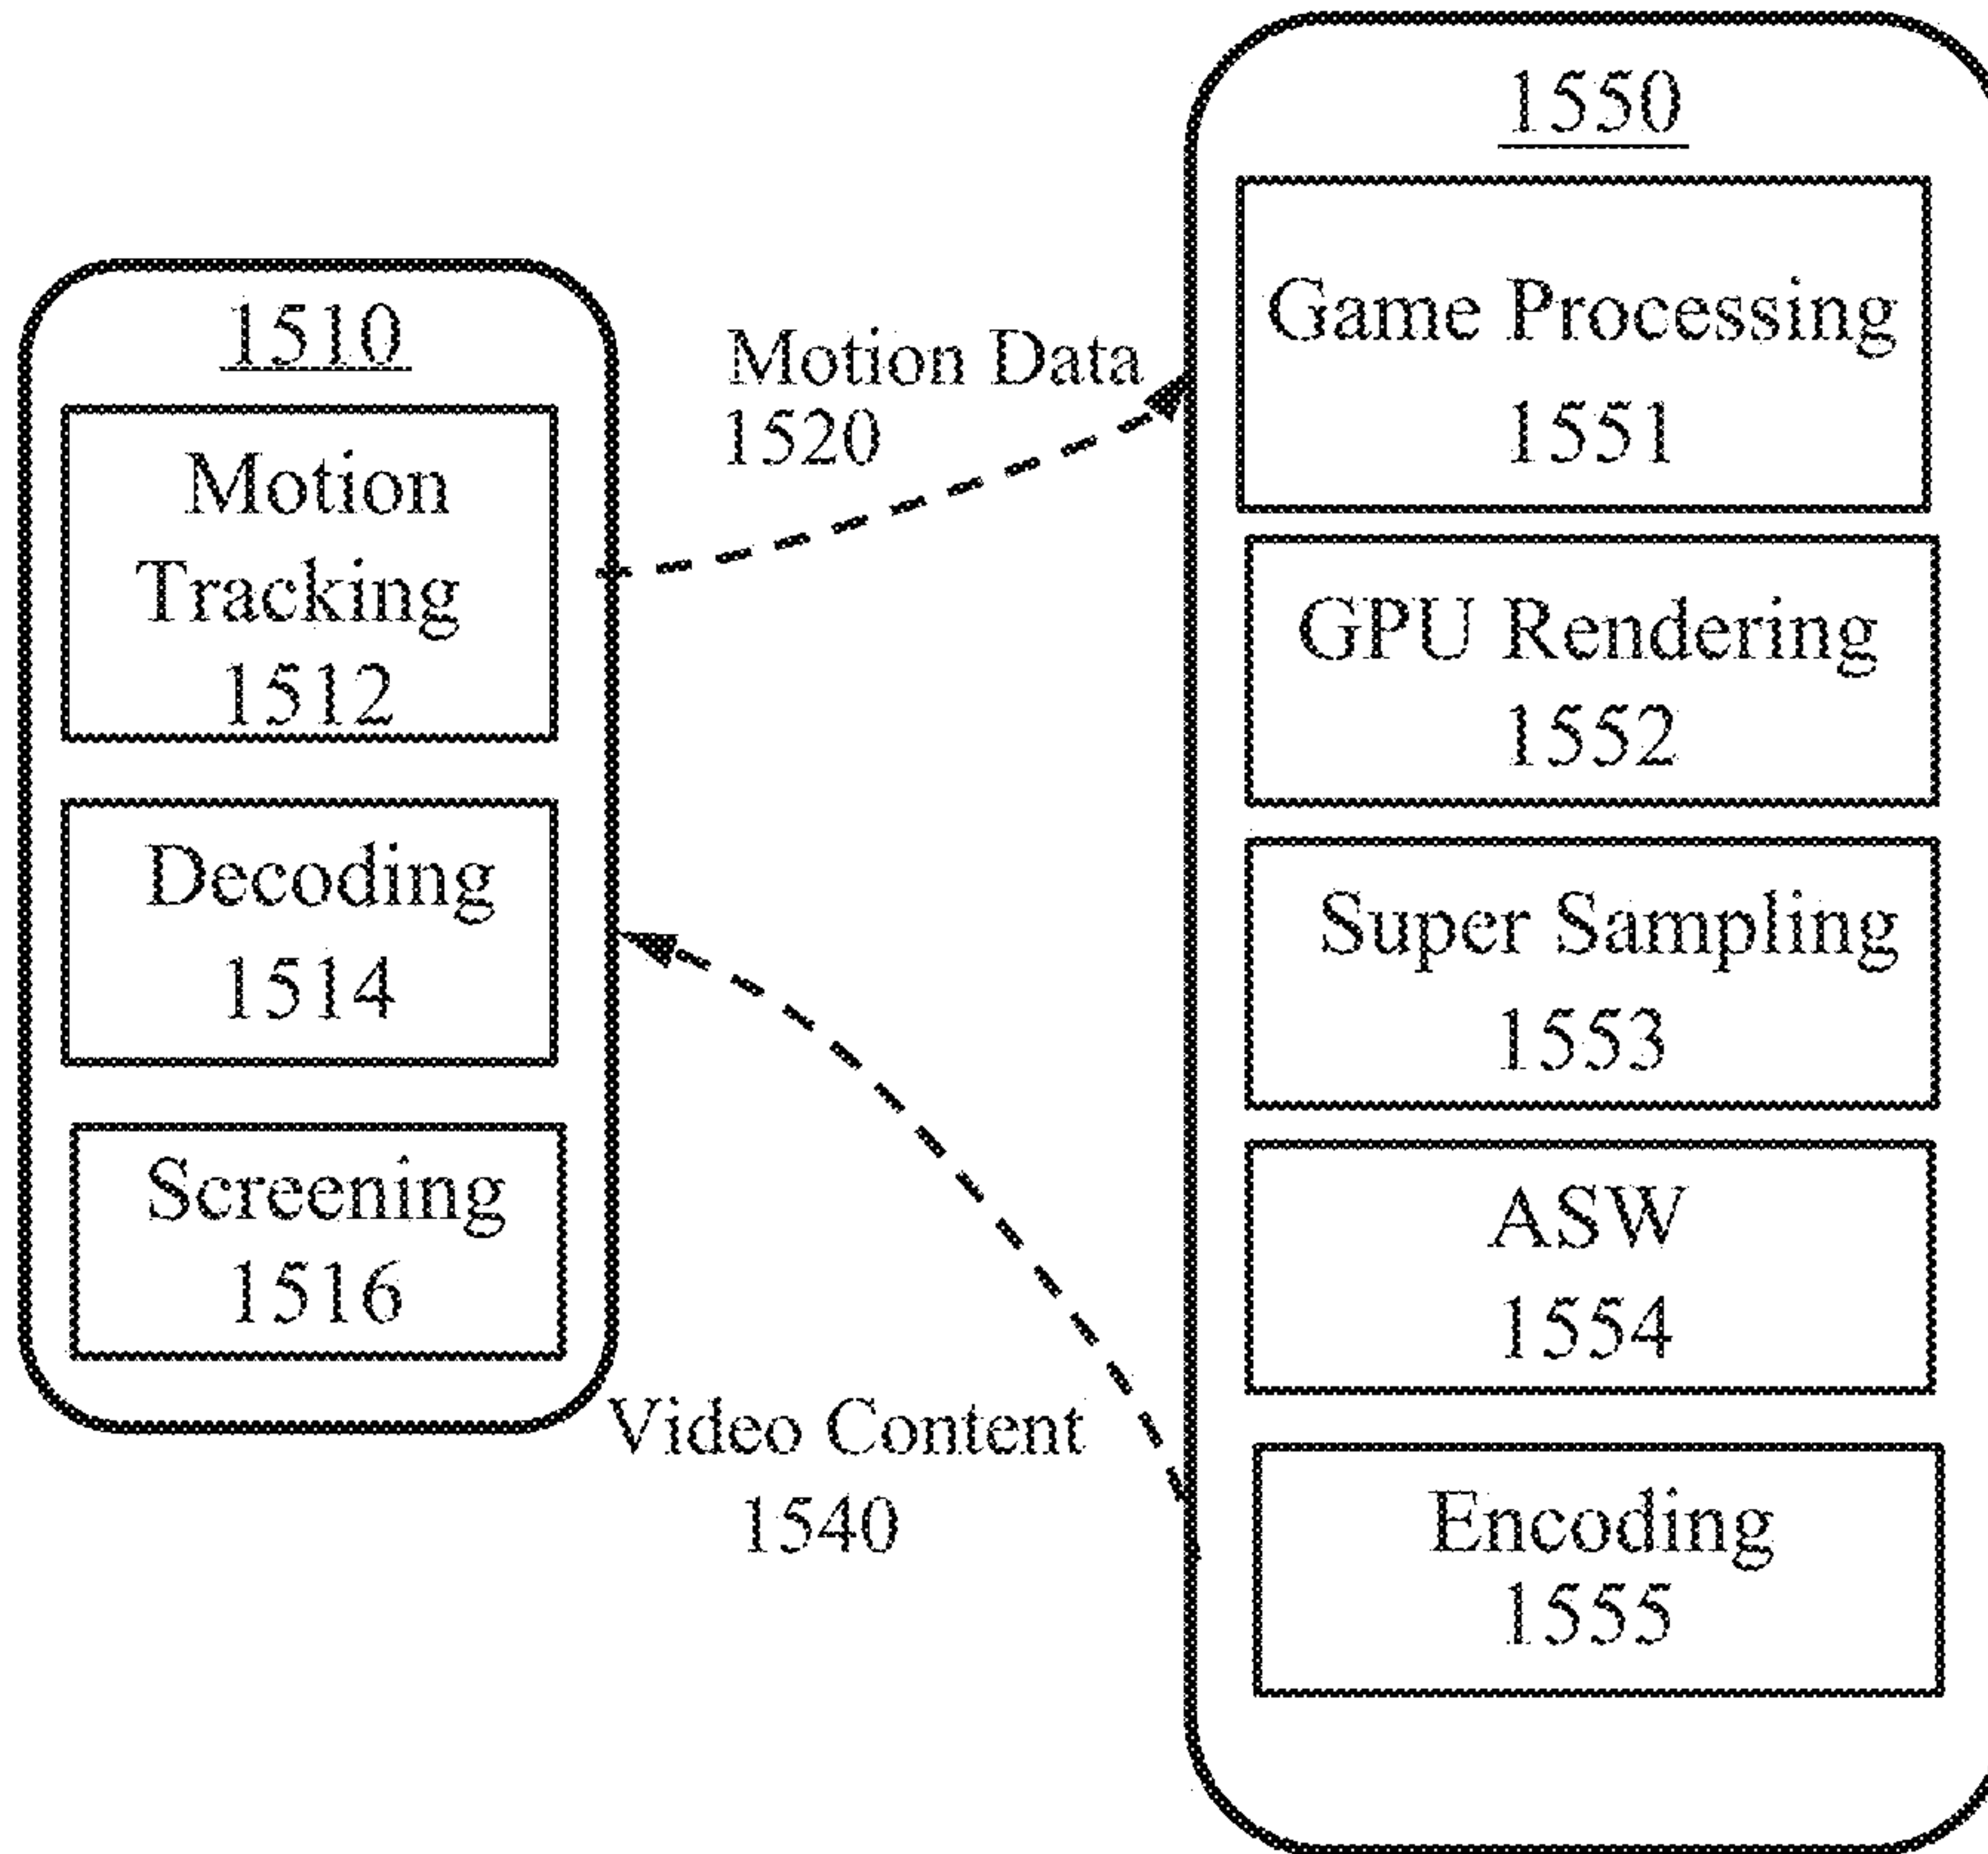 1510
Motion
Tracking
1512
Decoding
1514
Screening
1516
Motion Data
1520
Video Content
1540
1550
Game Processing
1551
GPU Rendering
1552
Super Sampling
1553
ASW
1554
Encoding
1555